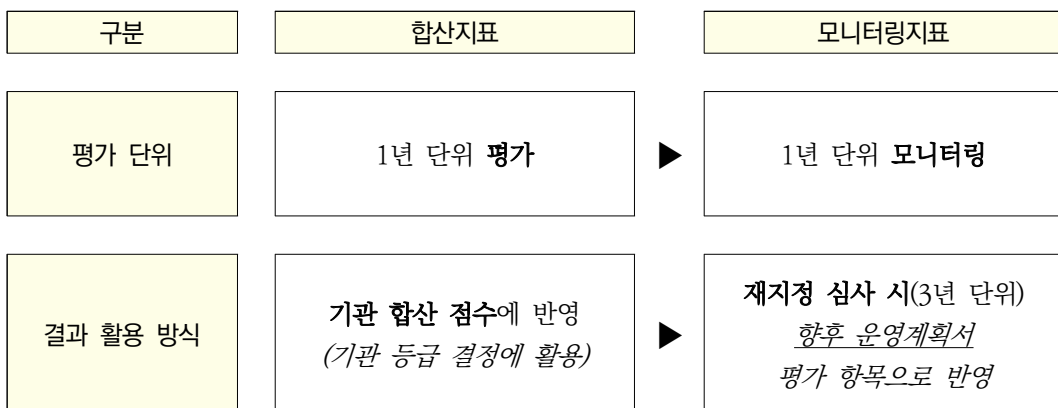 구분 합산지표 모니터링지표
평가 단위 1년 단위 평가 ▶ 1년 단위 모니터링
결과 활용 방식
기관 합산 점수에 반영
(기관 등급 결정에 활용)
▶
재지정 심사 시(3년 단위)
향후 운영계획서
평가 항목으로 반영